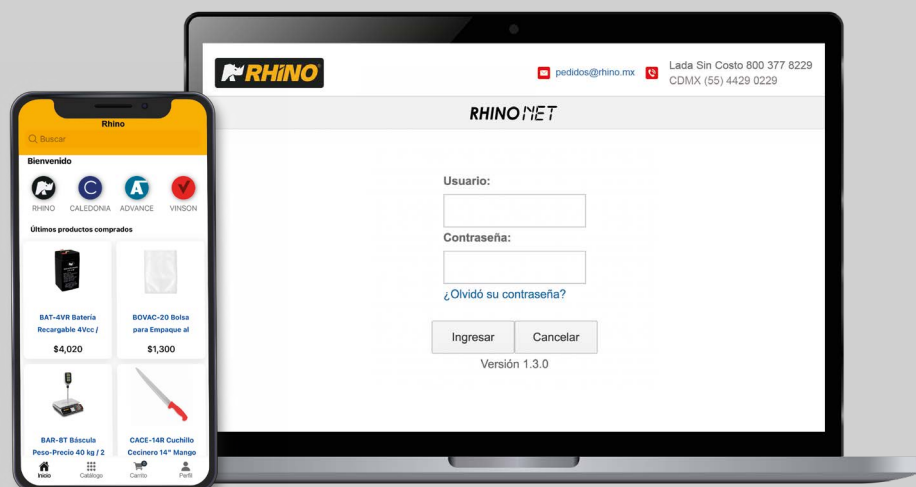 RHINO
pedidos@rhino.mx
Lada Sin Costo 800 377 8229
CDMX (55) 4429 0229
RHINO NET
Usuario:
Contraseña:
¿Olvidó su contraseña?
Ingresar
Cancelar
Versión 1.3.0
Rhino
Buscar
Bienvenido
RHINO
CALEDONIA
ADVANCE
VINSON
Últimos productos comprados
BAT-4VR Batería
Recargable 4Vcc /
$4,020
BOVAC-20 Bolsa
para Empaque al
$1,300
BAR-8T Báscula
Peso-Precio 40 kg / 2
CACE-14R Cuchillo
Cecinero 14" Mango
Inicio
Catálogo
Carrito
Perfil